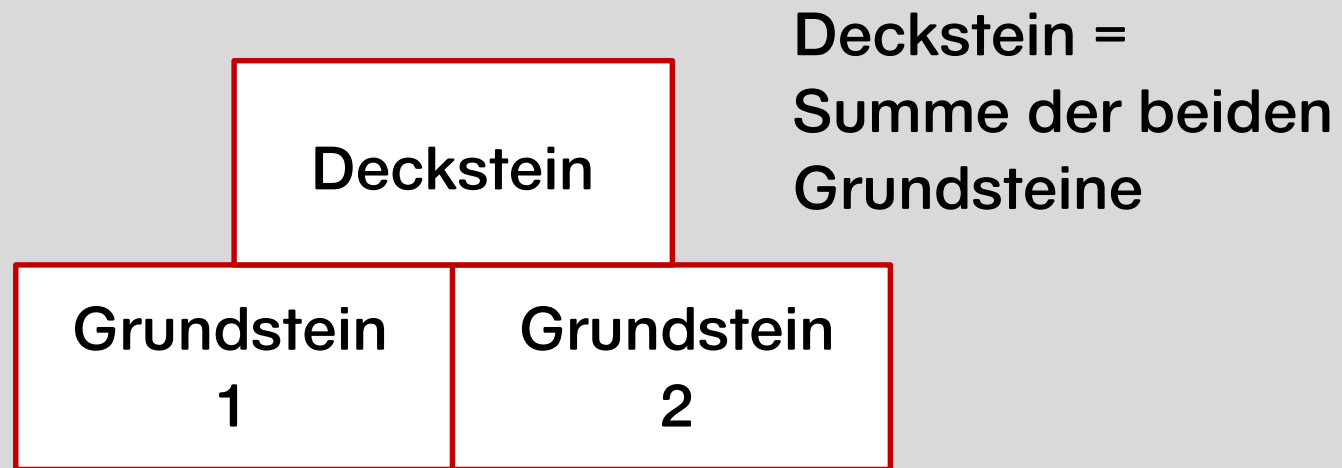 Deckstein =
Summe der beiden
Grundsteine
Deckstein
Grundstein
1
Grundstein
2